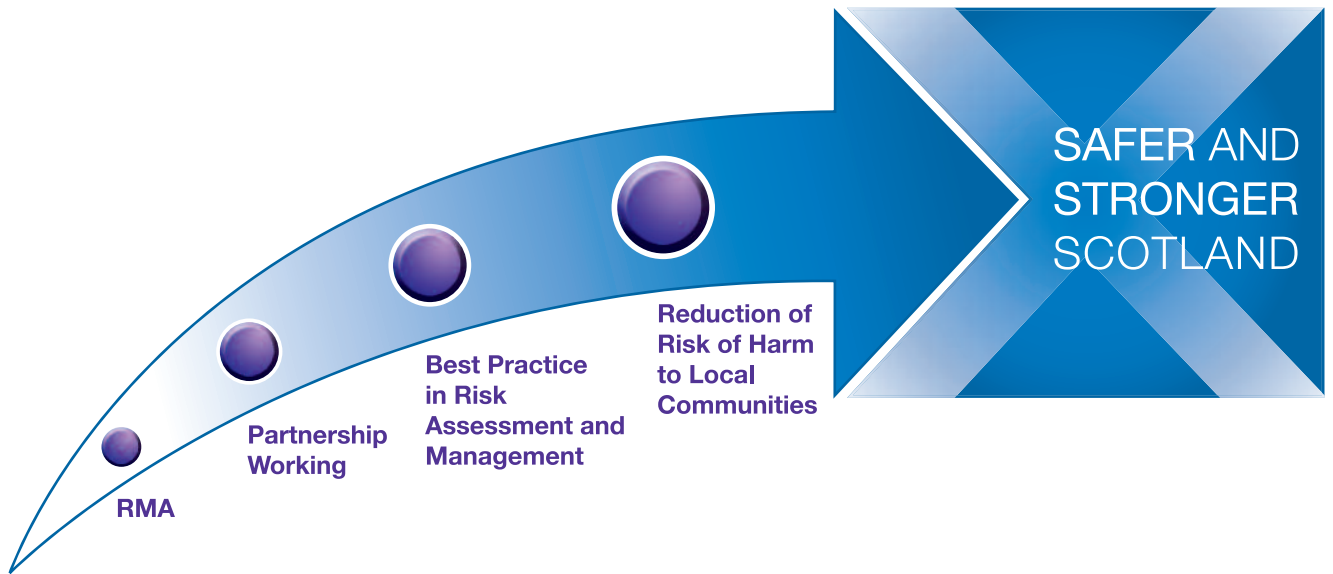 RMA
Partnership
Working
Best Practice
in Risk
Assessment and
Management
Reduction of
Risk of Harm
to Local
Communities
SAFER AND
STRONGER
SCOTLAND